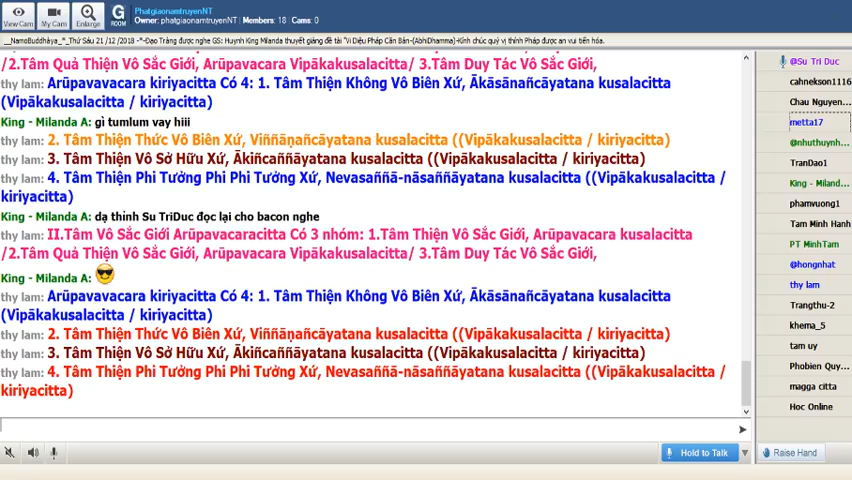 PhatgiaonamtruyenNT
Owner: phatgiaonamtruyenNT | Members: 18 | Cams: 0
View Cam
My Cam
Enlarge
G
ROOM
__NamoBuddhàya_*_Thứ Sáu 21 /12 /2018 -*-Đạo Tràng được nghe GS: Huynh King Milanda thuyết giảng đề tài "Vi Diệu Pháp Căn Bản-(AbhiDhamma)-Kính chúc quý vị thính Pháp được an vui tiến hóa.
/2.Tâm Quả Thiện Vô Sắc Giới, Arūpavacara Vipākakusalacitta/ 3.Tâm Duy Tác Vô Sắc Giới,
thy lam: Arūpavavacara kiriyacitta Có 4: 1. Tâm Thiện Không Vô Biên Xứ, Ākāsānañcāyatana kusalacitta
(Vipākakusalacitta / kiriyacitta)
King - Milanda A: gì tumlum vay hiii
thy lam: 2. Tâm Thiện Thức Vô Biên Xứ, Viññāṇañcāyatana kusalacitta ((Vipākakusalacitta / kiriyacitta)
thy lam: 3. Tâm Thiện Vô Sở Hữu Xứ, Ākiñcaññāyatana kusalacitta ((Vipākakusalacitta / kiriyacitta)
thy lam: 4. Tâm Thiện Phi Tưởng Phi Phi Tưởng Xứ, Nevasaññā-nāsaññāyatana kusalacitta ((Vipākakusalacitta /
kiriyacitta)
King - Milanda A: dạ thinh Su TriDuc đọc lại cho bacon nghe
thy lam: II.Tâm Vô Sắc Giới Arūpavacaracitta Có 3 nhóm: 1.Tâm Thiện Vô Sắc Giới, Arūpavacara kusalacitta
/2.Tâm Quả Thiện Vô Sắc Giới, Arūpavacara Vipākakusalacitta/ 3.Tâm Duy Tác Vô Sắc Giới,
King - Milanda A:
thy lam: Arūpavavacara kiriyacitta Có 4: 1. Tâm Thiện Không Vô Biên Xứ, Ākāsānañcāyatana kusalacitta
(Vipākakusalacitta / kiriyacitta)
thy lam: 2. Tâm Thiện Thức Vô Biên Xứ, Viññāṇañcāyatana kusalacitta ((Vipākakusalacitta / kiriyacitta)
thy lam: 3. Tâm Thiện Vô Sở Hữu Xứ, Ākiñcaññāyatana kusalacitta ((Vipākakusalacitta / kiriyacitta)
thy lam: 4. Tâm Thiện Phi Tưởng Phi Phi Tưởng Xứ, Nevasaññā-nāsaññāyatana kusalacitta ((Vipākakusalacitta /
kiriyacitta)
@Su Tri Duc
cahnekson1116
Chau Nguyen...
metta17
@nhuthuynh...
TranDao1
King - Miland...
phamvuong1
Tam Minh Hanh
PT MinhTam
@hongnhat
thy lam
Trangthu-2
khema_5
tam uy
Phobien Quy...
magga citta
Hoc Online
Hold to Talk
Raise Hand